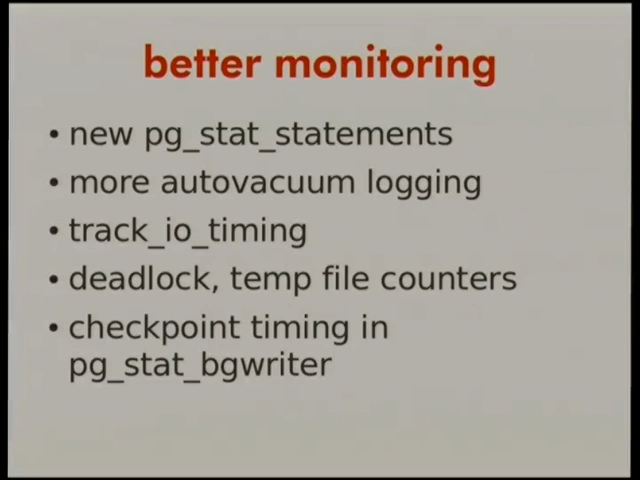 better monitoring
• new pg_stat_statements
• more autovacuum logging
• track_io_timing
• deadlock, temp file counters
• checkpoint timing in
pg_stat_bgwriter